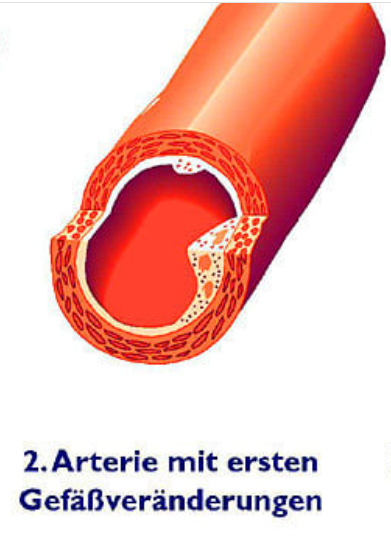 2. Arterie mit ersten
Gefäßveränderungen